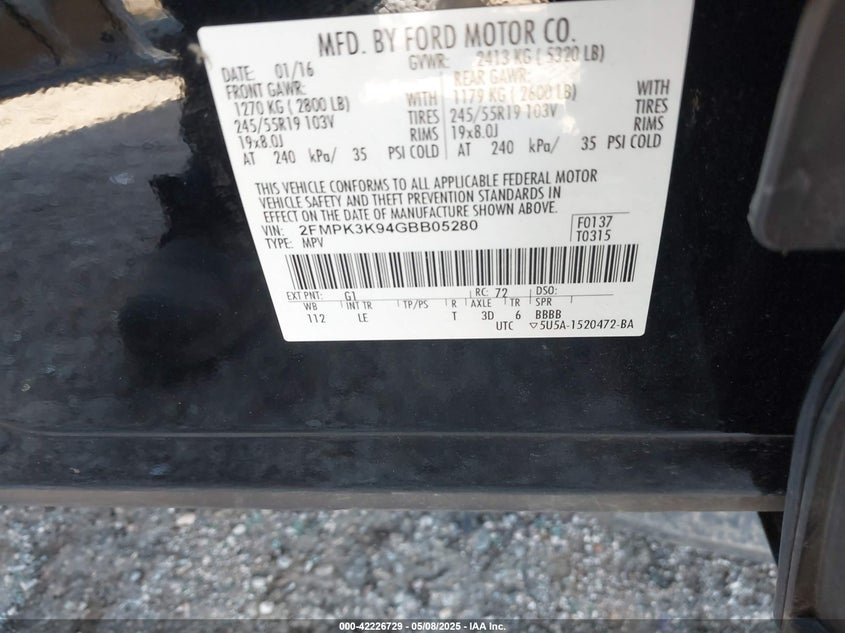 MFD. BY FORD MOTOR CO.
DATE: 01/16 GVWR: 2413 KG ( 5320 LB)
FRONT GAWR: REAR GAWR:
1270 KG ( 2800 LB) WITH 1179 KG ( 2600 LB) WITH
245/55R19 103V TIRES 245/55R19 103V TIRES
19x8.0J RIMS 19x8.0J RIMS
AT 240 kPa/ 35 PSI COLD AT 240 kPa/ 35 PSI COLD
THIS VEHICLE CONFORMS TO ALL APPLICABLE FEDERAL MOTOR
VEHICLE SAFETY AND THEFT PREVENTION STANDARDS IN
EFFECT ON THE DATE OF MANUFACTURE SHOWN ABOVE.
VIN: 2FMPK3K94GBB05280 F0137
TYPE: MPV T0315
EXT PNT: G1 RC: 72 DSO:
WB INT TR TP/PS R AXLE TR SPR
112 LE T 3D 6 BBBB
UTC ▽5U5A-1520472-BA
000-42226729 - 05/08/2025 - IAA Inc.